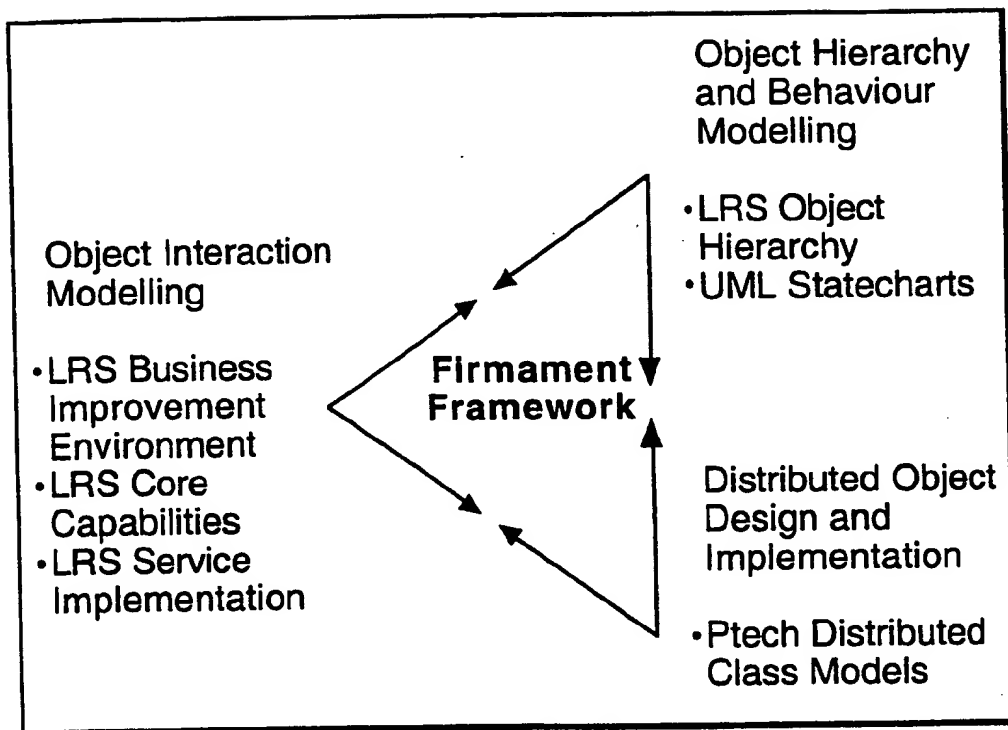 Object Hierarchy
and Behaviour
Modelling
•LRS Object
Hierarchy
•UML Statecharts
Object Interaction
Modelling
•LRS Business
Improvement
Environment
•LRS Core
Capabilities
•LRS Service
Implementation
Firmament
Framework
Distributed Object
Design and
Implementation
•Ptech Distributed
Class Models